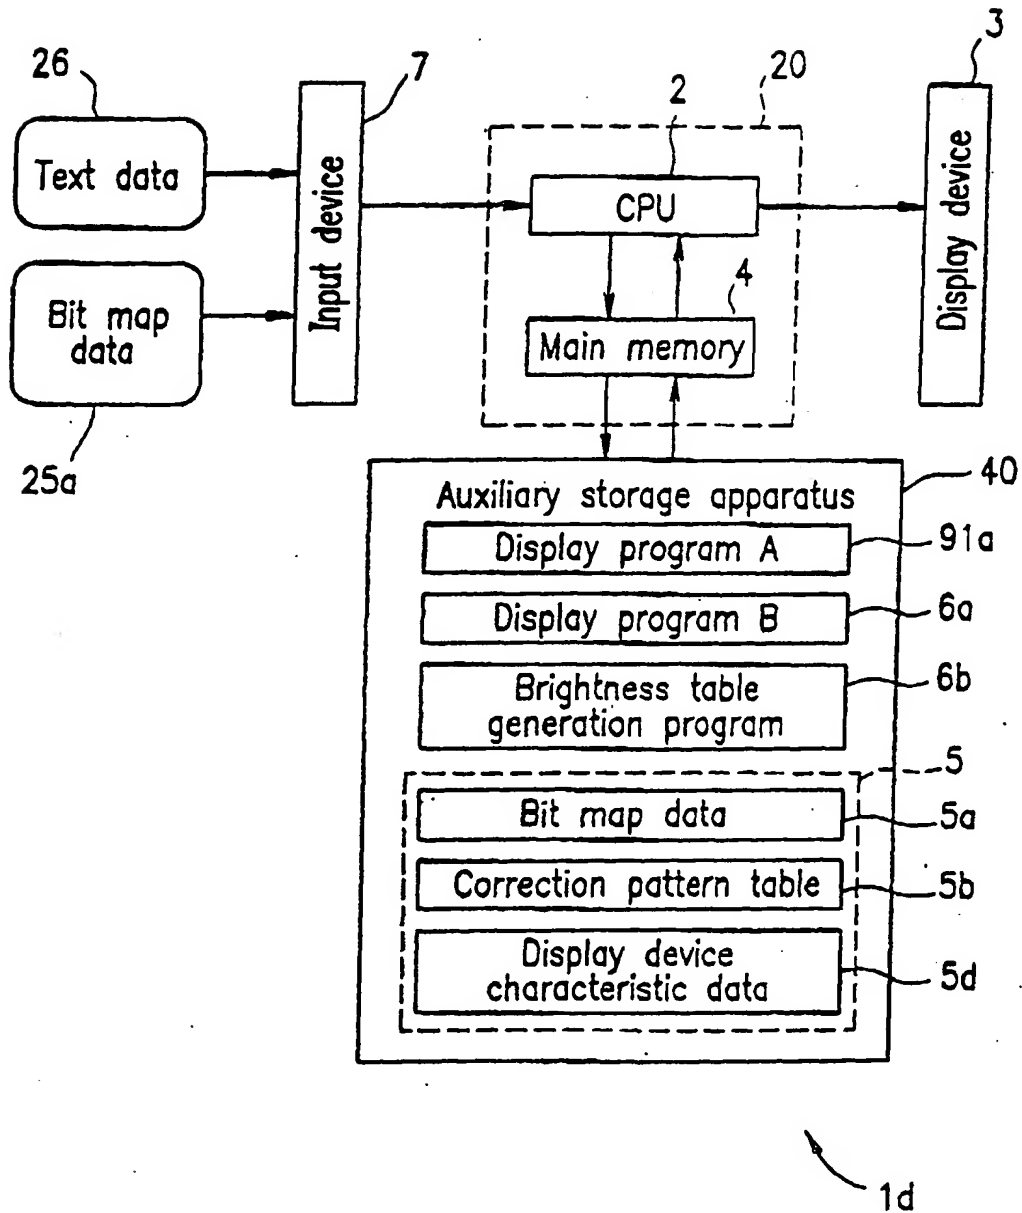 3
26
7
20
2
Text data
Input device
CPU
Display device
4
Bit map
data
Main memory
25a
40
Auxiliary storage apparatus
Display program A
91a
Display program B
6a
Brightness table
generation program
6b
5
Bit map data
5a
Correction pattern table
5b
Display device
characteristic data
5d
1d